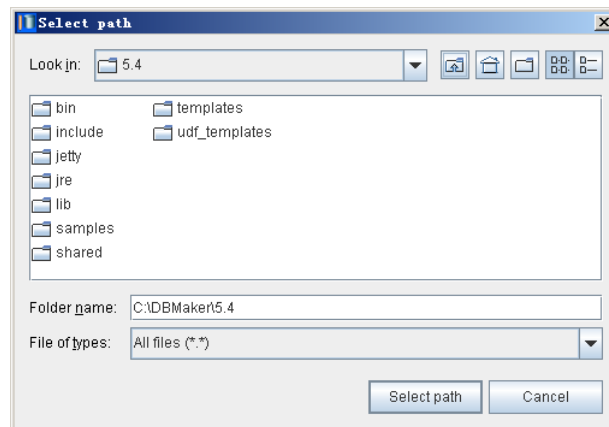 Select path
Look in: 5.4
bin templates
include udf_templates
jetty
jre
lib
samples
shared
Folder name: C:\DBMaker\5.4
File of types: All files (*.*)
Select path Cancel